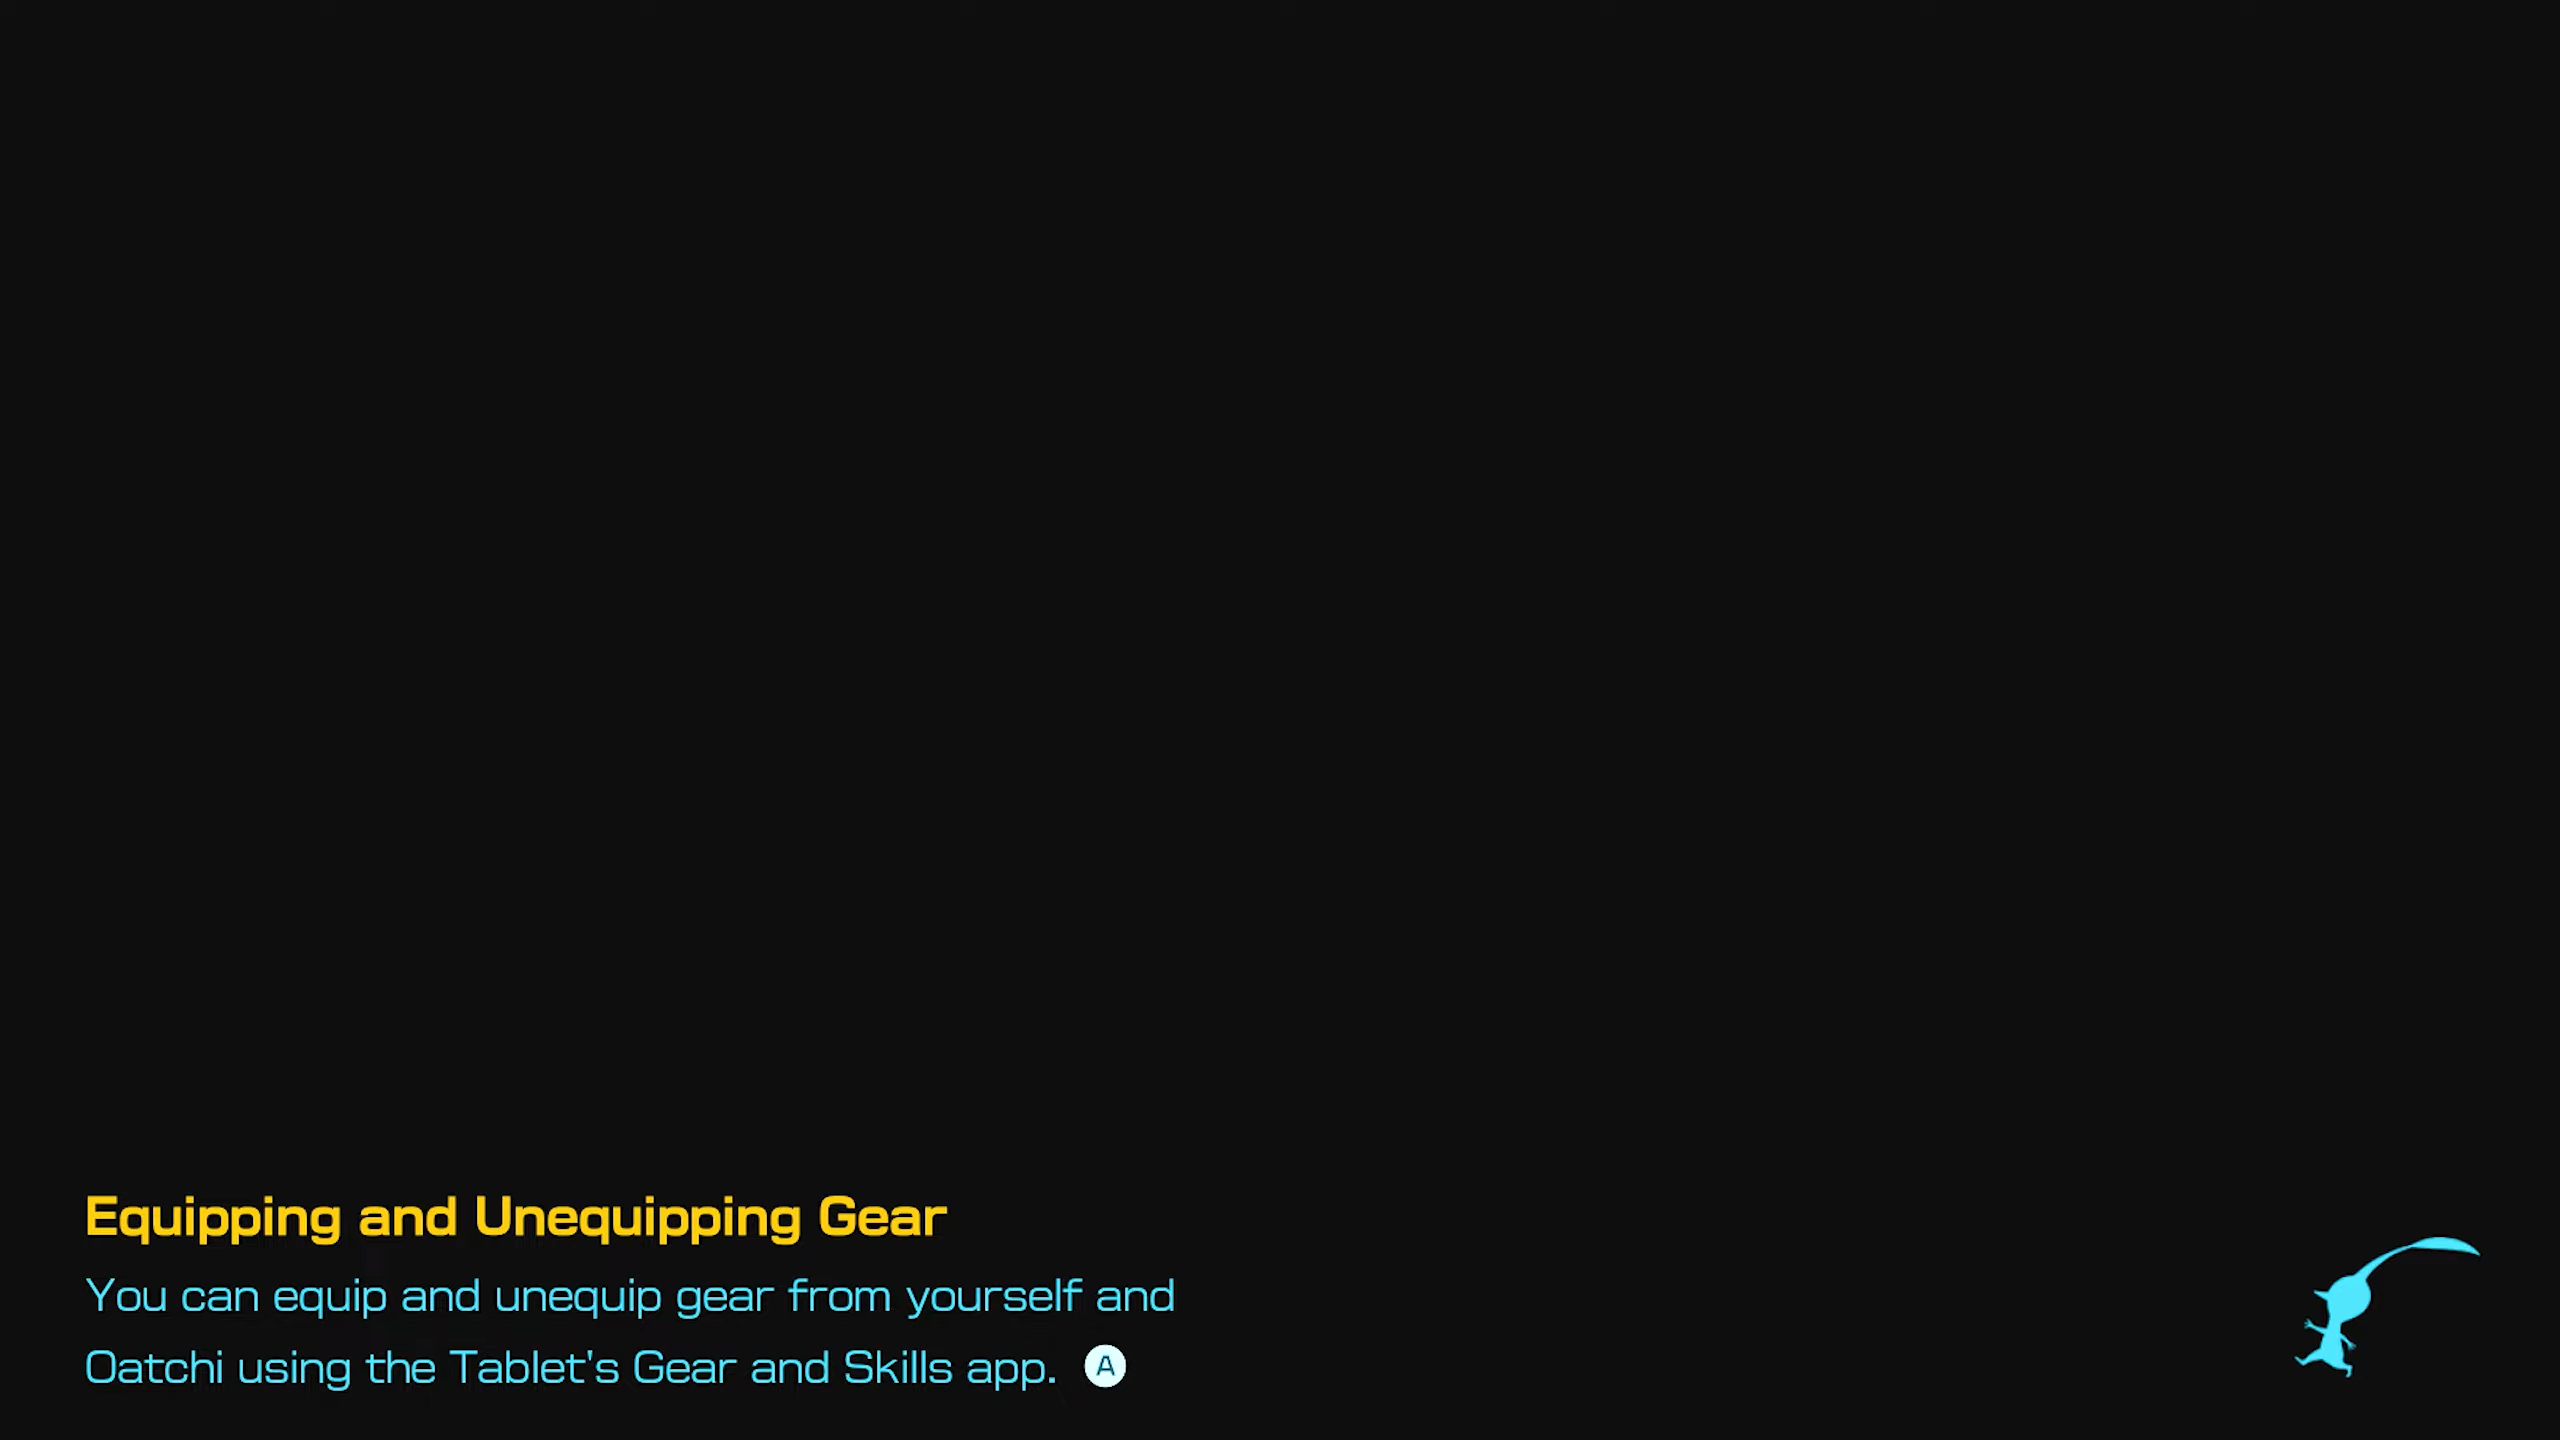 Equipping and Unequipping Gear
You can equip and unequip gear from yourself and
Oatchi using the Tablet's Gear and Skills app. A